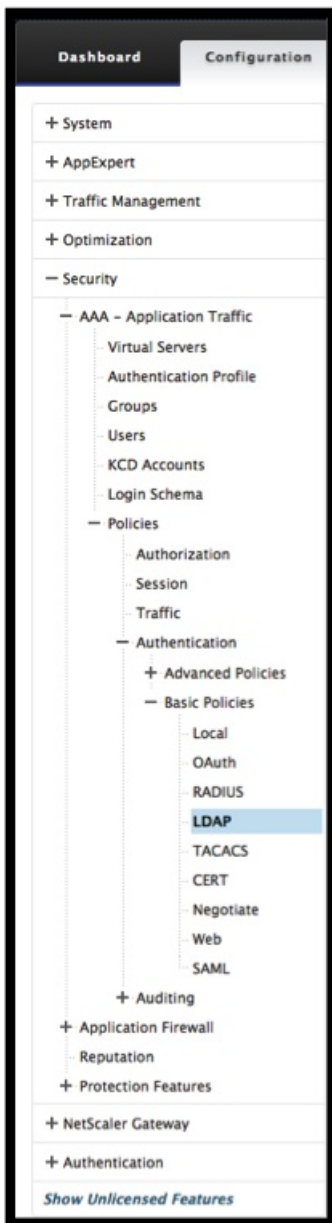 Dashboard Configuration
+ System
+ AppExpert
+ Traffic Management
+ Optimization
− Security
− AAA – Application Traffic
Virtual Servers
Authentication Profile
Groups
Users
KCD Accounts
Login Schema
− Policies
Authorization
Session
Traffic
− Authentication
+ Advanced Policies
− Basic Policies
Local
OAuth
RADIUS
LDAP
TACACS
CERT
Negotiate
Web
SAML
+ Auditing
+ Application Firewall
Reputation
+ Protection Features
+ NetScaler Gateway
+ Authentication
Show Unlicensed Features